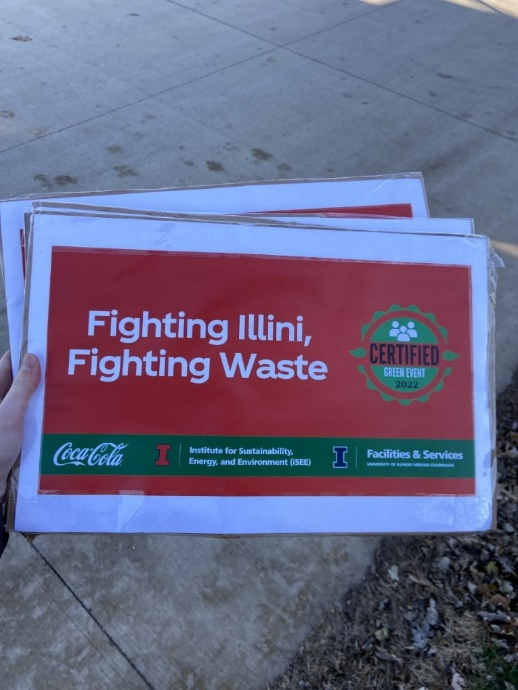 Fighting Illini,
Fighting Waste
CERTIFIED
GREEN EVENT
2022
Coca-Cola
I
Institute for Sustainability,
Energy, and Environment (iSEE)
I
Facilities & Services
UNIVERSITY OF ILLINOIS URBANA-CHAMPAIGN